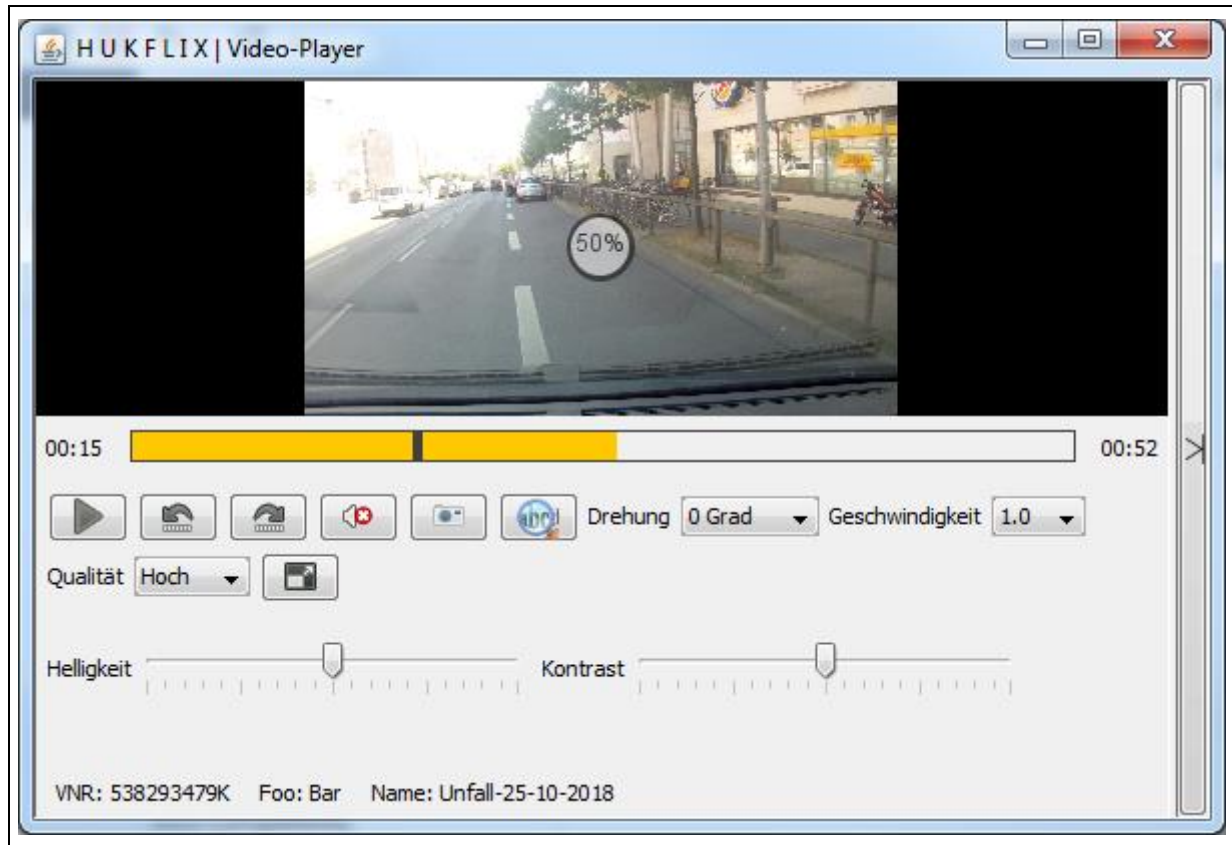 H U K F L I X | Video-Player
50%
00:15 00:52
abcd Drehung 0 Grad Geschwindigkeit 1.0
Qualität Hoch
Helligkeit Kontrast
VNR: 538293479K Foo: Bar Name: Unfall-25-10-2018